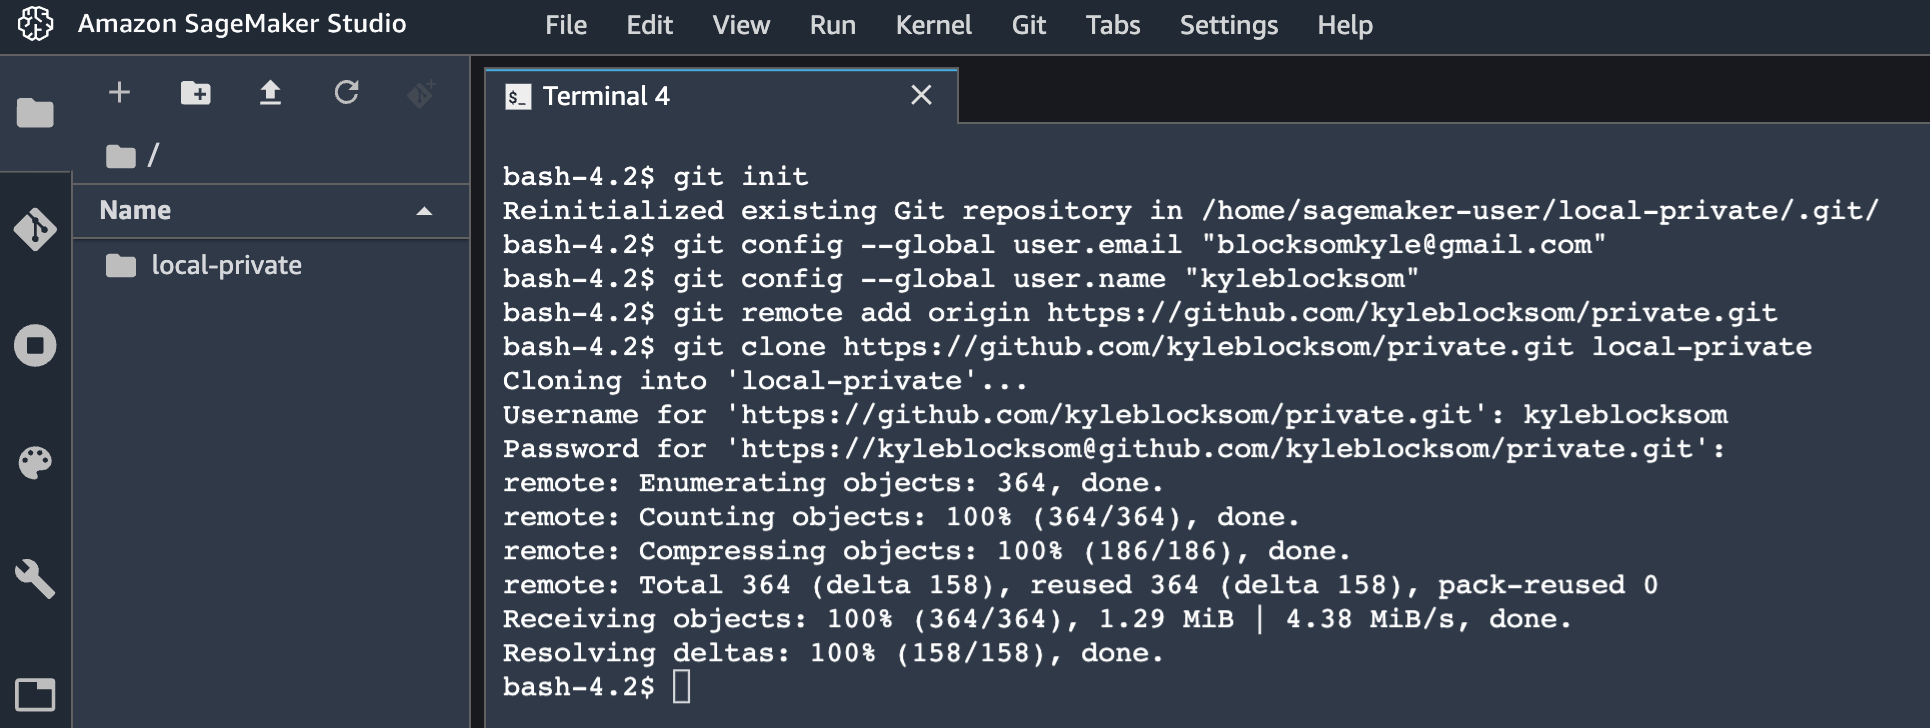 Amazon SageMaker Studio File Edit View Run Kernel Git Tabs Settings Help
/
Name
local-private
$_ Terminal 4
bash-4.2$ git init
Reinitialized existing Git repository in /home/sagemaker-user/local-private/.git/
bash-4.2$ git config --global user.email "blocksomkyle@gmail.com"
bash-4.2$ git config --global user.name "kyleblocksom"
bash-4.2$ git remote add origin https://github.com/kyleblocksom/private.git
bash-4.2$ git clone https://github.com/kyleblocksom/private.git local-private
Cloning into 'local-private'...
Username for 'https://github.com/kyleblocksom/private.git': kyleblocksom
Password for 'https://kyleblocksom@github.com/kyleblocksom/private.git':
remote: Enumerating objects: 364, done.
remote: Counting objects: 100% (364/364), done.
remote: Compressing objects: 100% (186/186), done.
remote: Total 364 (delta 158), reused 364 (delta 158), pack-reused 0
Receiving objects: 100% (364/364), 1.29 MiB | 4.38 MiB/s, done.
Resolving deltas: 100% (158/158), done.
bash-4.2$